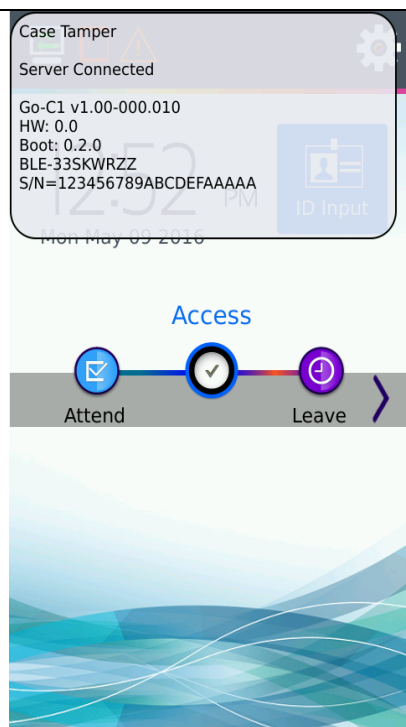 Case Tamper
Server Connected
Go-C1 v1.00-000.010
HW: 0.0
Boot: 0.2.0
BLE-33SKWRZZ
S/N=123456789ABCDEFAAAAA
12:52 PM
ID Input
Mon May 09 2016
Access
Attend
Leave